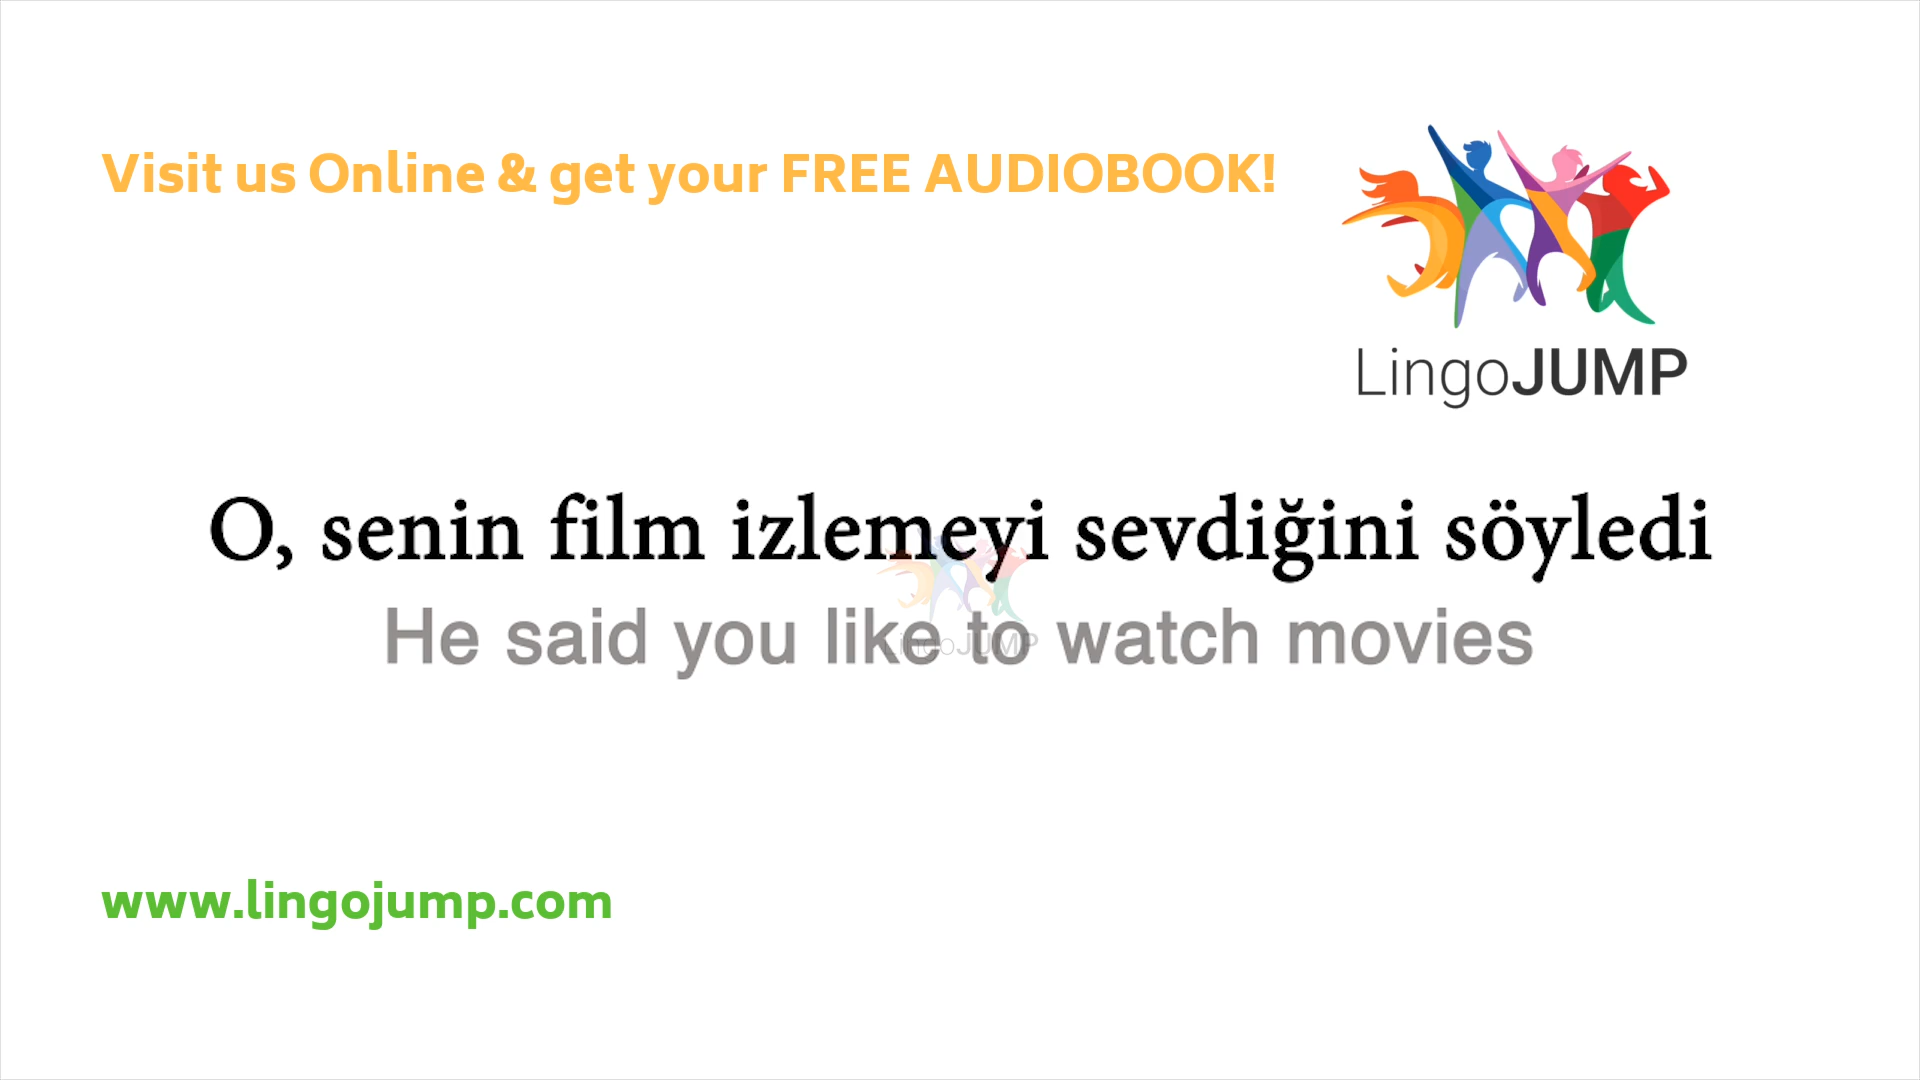 Visit us Online & get your FREE AUDIOBOOK!
LingoJUMP
O, senin film izlemeyi sevdiğini söyledi
He said you like to watch movies
LingoJUMP
www.lingojump.com